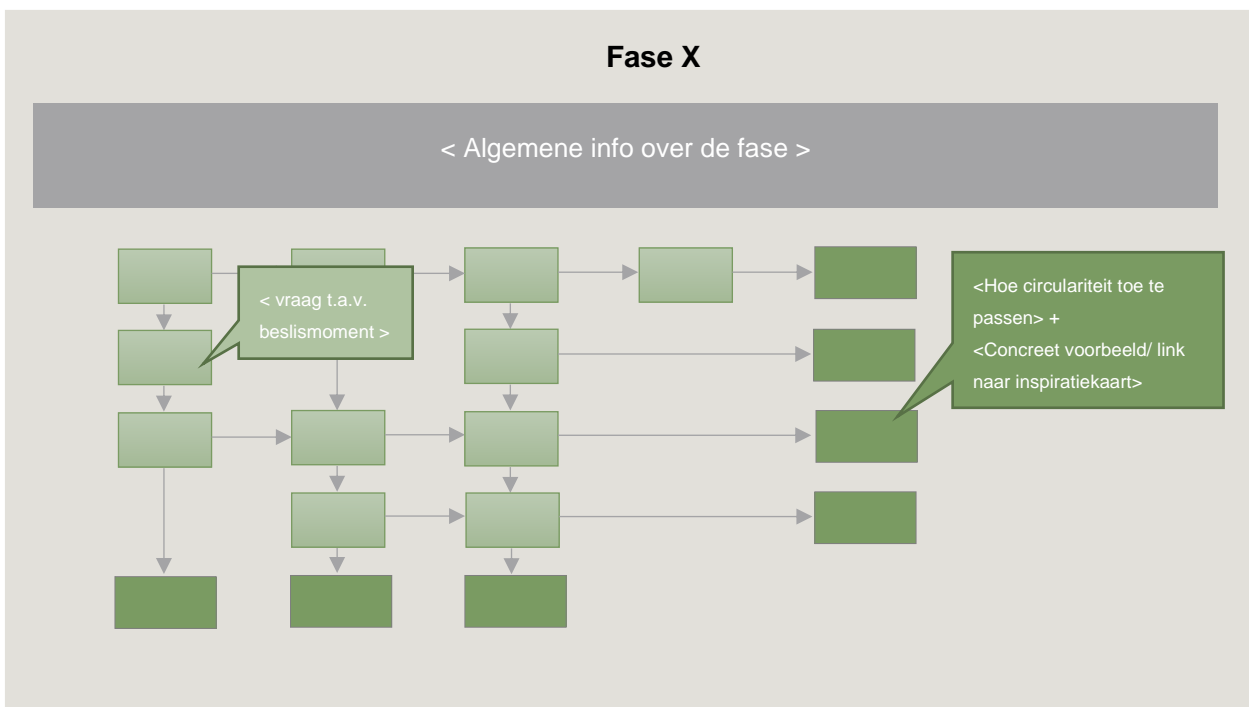 Fase X
< Algemene info over de fase >
< vraag t.a.v.
beslismoment >
<Hoe circulariteit toe te
passen> +
<Concreet voorbeeld/ link
naar inspiratiekaart>